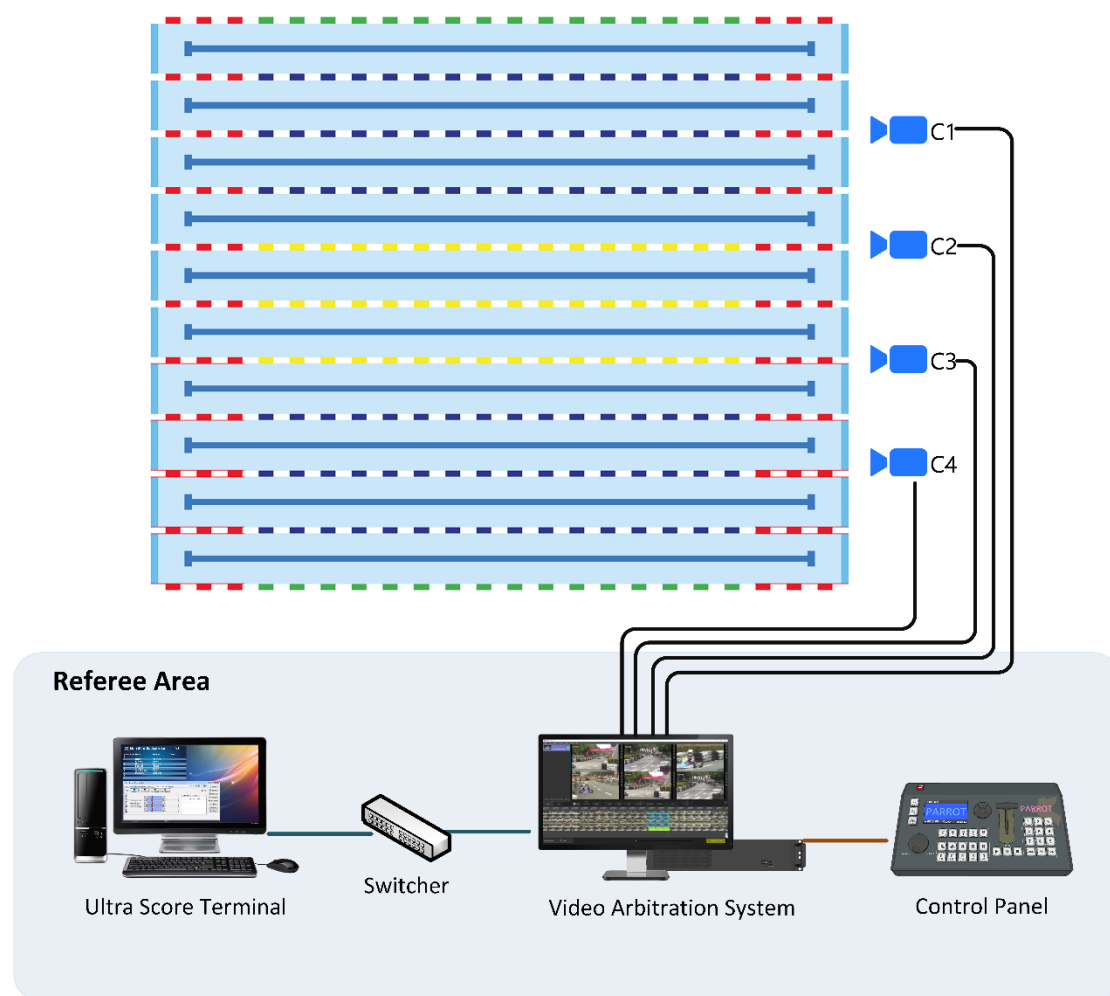 C1
C2
C3
C4
Referee Area
PARROT
PARROT
Switcher
Ultra Score Terminal
Video Arbitration System
Control Panel